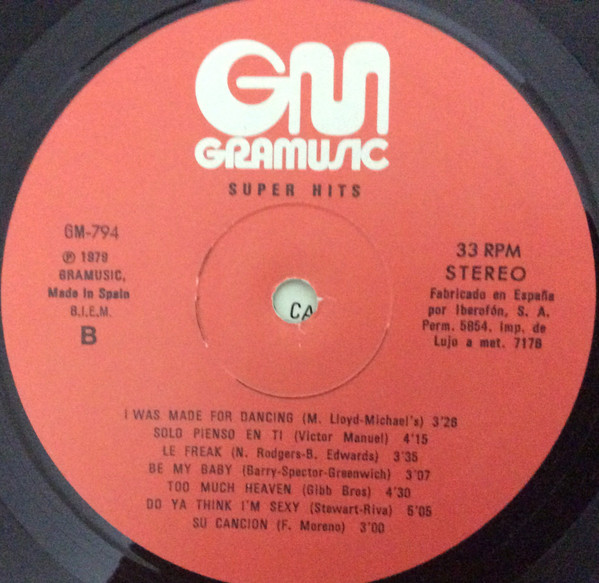 GM
GRAMUSIC
SUPER HITS
GM-794
℗ 1979
GRAMUSIC,
Made in Spain
B.I.E.M.
B
33 RPM
STEREO
Fabricado en España
por Iberofón, S. A.
Perm. 5854. Imp. de
Lujo a met. 7178
CA
I WAS MADE FOR DANCING (M. Lloyd-Michael's) 3'28
SOLO PIENSO EN TI (Victor Manuel) 4'15
LE FREAK (N. Rodgers-B. Edwards) 3'35
BE MY BABY (Barry-Spector-Greenwich) 3'07
TOO MUCH HEAVEN (Gibb Bros) 4'30
DO YA THINK I'M SEXY (Stewart-Riva) 5'05
SU CANCION (F. Moreno) 3'00